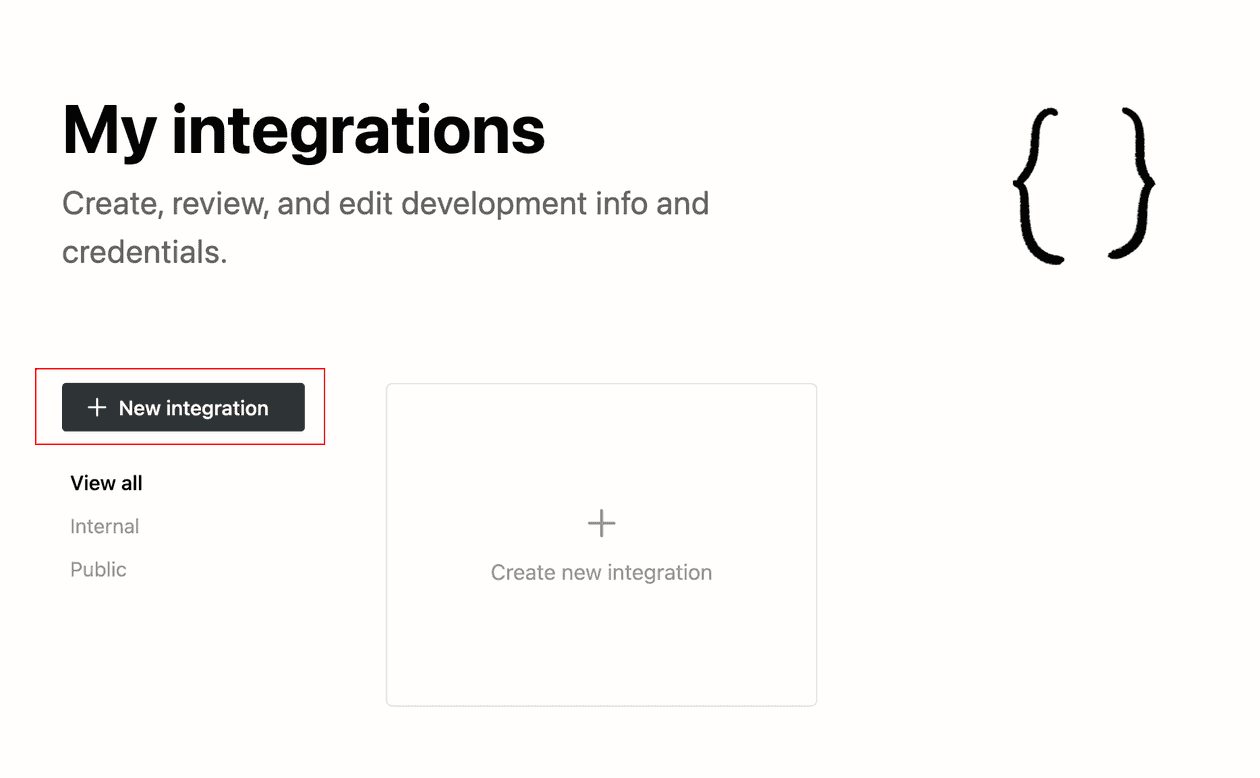 My integrations
Create, review, and edit development info and
credentials.
New integration
View all
Internal
Public
Create new integration